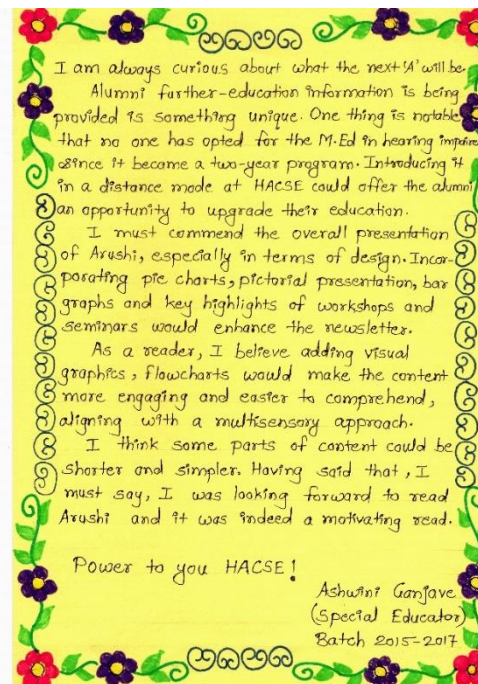 I am always curious about what the next 'A' will be.
Alumni further-education information is being
provided is something unique. One thing is notable
that no one has opted for the M.Ed in hearing impaire
since it became a two-year program. Introducing it
in a distance mode at HACSE could offer the alumni
an opportunity to upgrade their education.
I must commend the overall presentation
of Arushi, especially in terms of design. Incor-
porating pie charts, pictorial presentation, bar
graphs and key highlights of workshops and
seminars would enhance the newsletter.
As a reader, I believe adding visual
graphics, flowcharts would make the content
more engaging and easier to comprehend,
aligning with a multisensory approach.
I think some parts of content could be
shorter and simpler. Having said that, I
must say, I was looking forward to read
Arushi and it was indeed a motivating read.
Power to you HACSE!
Ashwini Ganjave
(Special Educator)
Batch 2015-2017